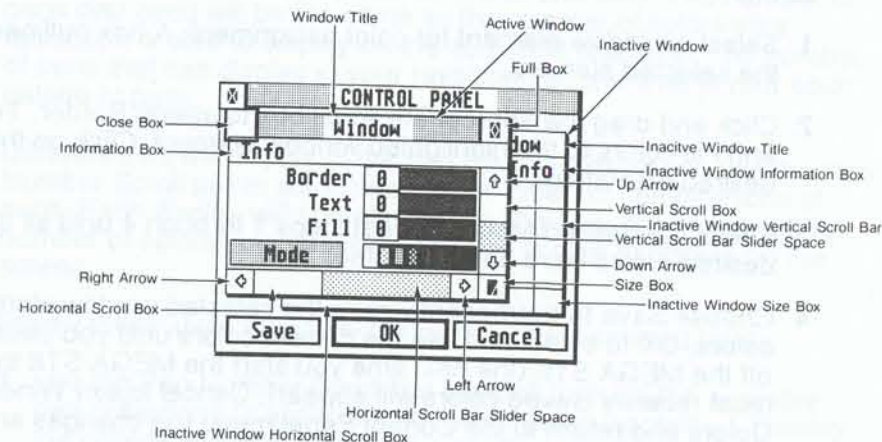 Window Title
Active Window
Inactive Window
Full Box
CONTROL PANEL
Close Box
Window
dow
Inactive Window Title
Information Box
Info
Info
Inactive Window Information Box
Border 0
Up Arrow
Text 0
Vertical Scroll Box
Fill 0
Inactive Window Vertical Scroll Bar
Vertical Scroll Bar Slider Space
Mode
Down Arrow
Right Arrow
Size Box
Inactive Window Size Box
Horizontal Scroll Box
Save OK Cancel
Left Arrow
Horizontal Scroll Bar Slider Space
Inactive Window Horizontal Scroll Box